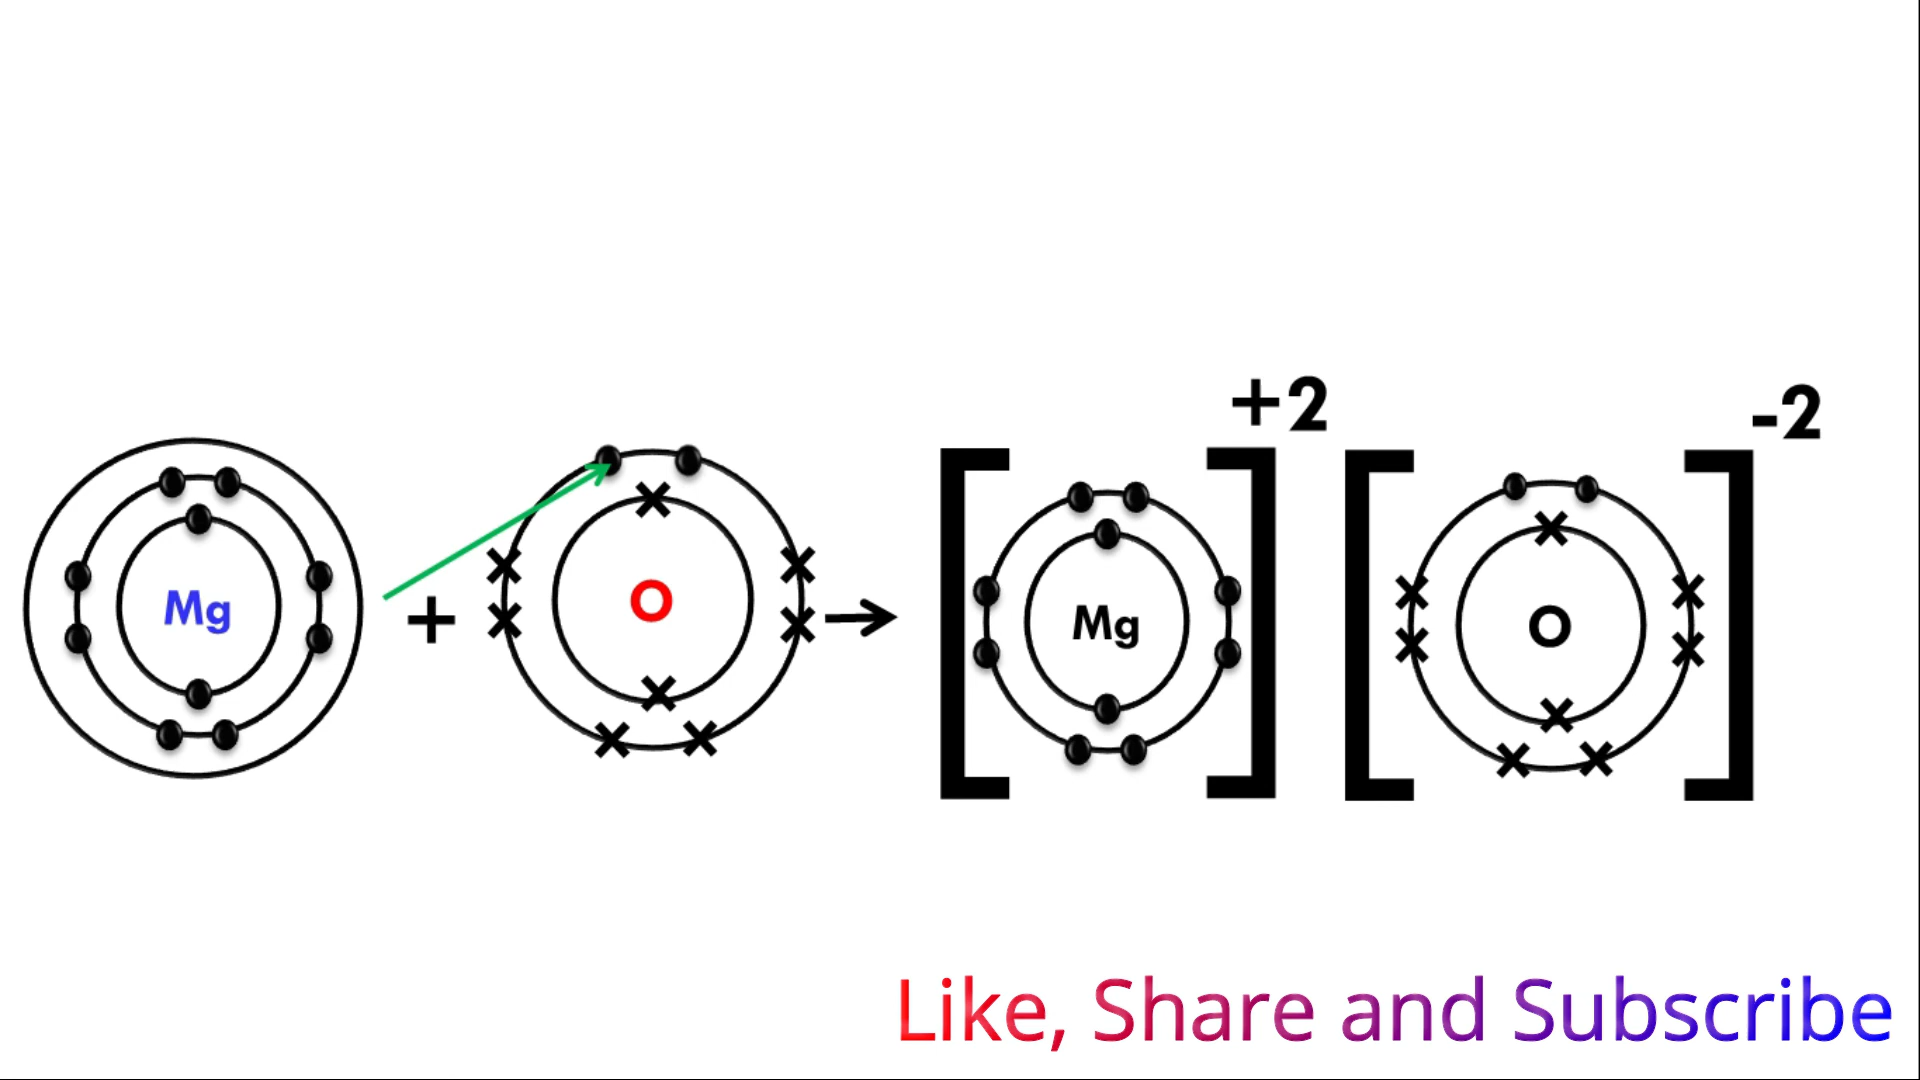 +2
-2
Mg + O → Mg O
Like, Share and Subscribe